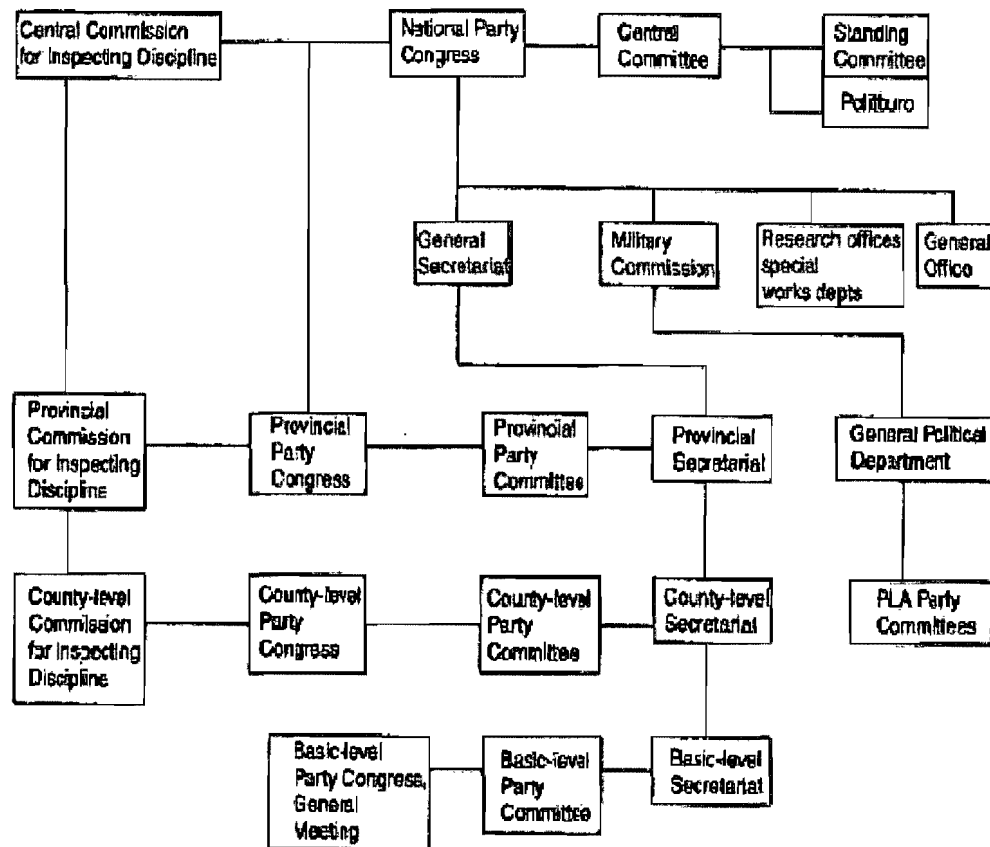 Central Commission
for Inspecting Discipline
National Party
Congress
Central
Committee
Standing
Committee
Politburo
General
Secretariat
Military
Commission
Research offices
special
works depts
General
Office
Provincial
Commission
for Inspecting
Discipline
Provincial
Party
Congress
Provincial
Party
Committee
Provincial
Secretariat
General Political
Department
County-level
Commission
for Inspecting
Discipline
County-level
Party
Congress
County-level
Party
Committee
County-level
Secretariat
PLA Party
Committees
Basic-level
Party Congress,
General
Meeting
Basic-level
Party
Committee
Basic-level
Secretariat